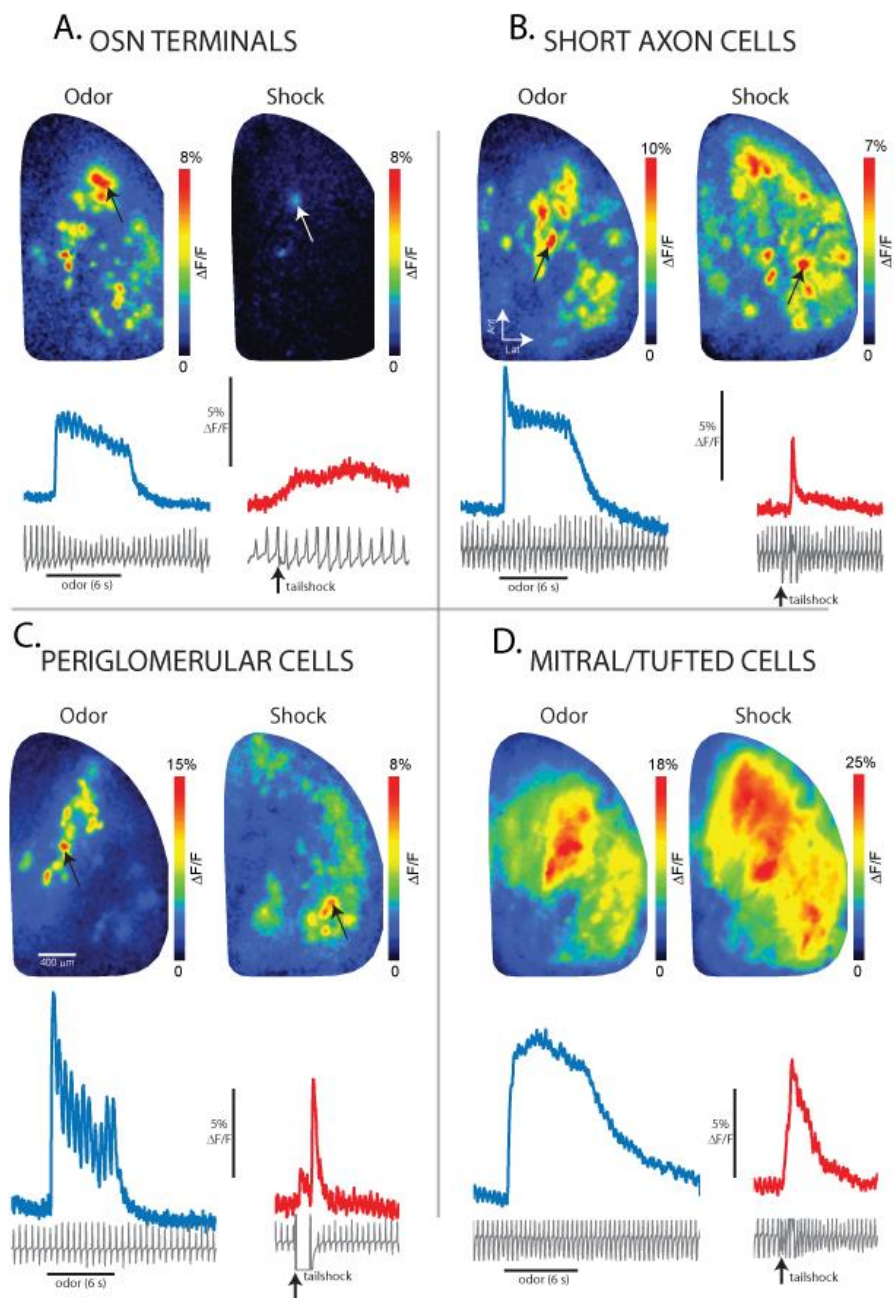 A. OSN TERMINALS
Odor
Shock
8%
ΔF/F
0
8%
ΔF/F
0
5%
ΔF/F
odor (6 s)
tailshock
B. SHORT AXON CELLS
Odor
Shock
10%
ΔF/F
0
7%
ΔF/F
0
Ant
Lat
5%
ΔF/F
odor (6 s)
tailshock
C. PERIGLOMERULAR CELLS
Odor
Shock
15%
ΔF/F
0
8%
ΔF/F
0
400 μm
5%
ΔF/F
odor (6 s)
tailshock
D. MITRAL/TUFTED CELLS
Odor
Shock
18%
ΔF/F
0
25%
ΔF/F
0
5%
ΔF/F
odor (6 s)
tailshock